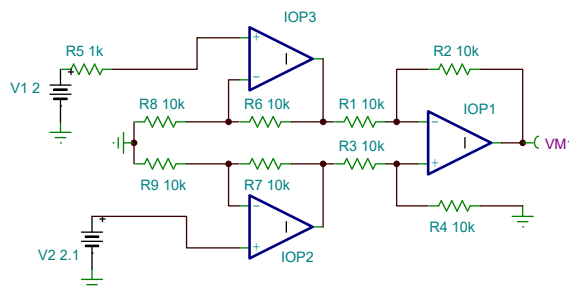 IOP3
R5 1k
R2 10k
+
+
V1 2
−
IOP1
R8 10k
R6 10k
R1 10k
−
VM1
R3 10k
+
R9 10k
R7 10k
−
R4 10k
+
+
V2 2.1
IOP2